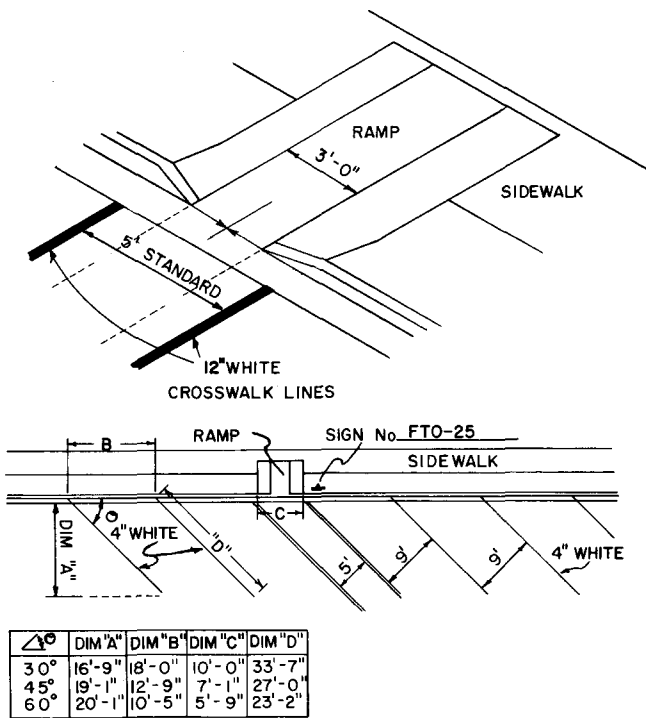 RAMP
3'-0"
SIDEWALK
5' STANDARD
12" WHITE
CROSSWALK LINES
B
RAMP
SIGN No FTO-25
SIDEWALK
C
DIM "A"
Θ
4" WHITE
"D"
5'
9'
9'
4" WHITE
∠Θ DIM "A" DIM "B" DIM "C" DIM "D"
30° 16'-9" 18'-0" 10'-0" 33'-7"
45° 19'-1" 12'-9" 7'-1" 27'-0"
60° 20'-1" 10'-5" 5'-9" 23'-2"